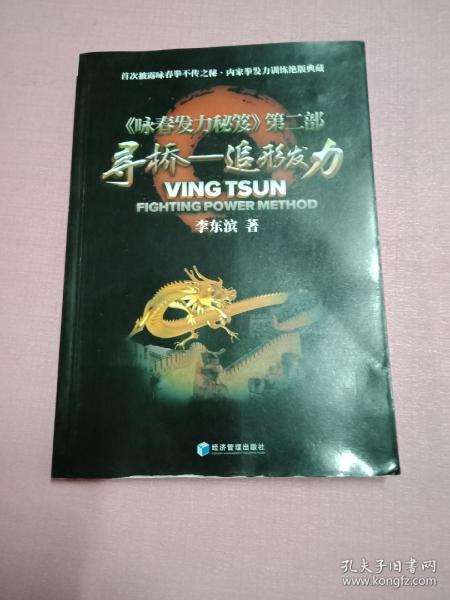 首次披露咏春拳不传之秘·内家拳发力训练绝版典藏
《咏春发力秘笈》第二部
寻桥—追形发力
VING TSUN
FIGHTING POWER METHOD
李东滨 著
经济管理出版社
孔夫子旧书网
www.kongfz.com